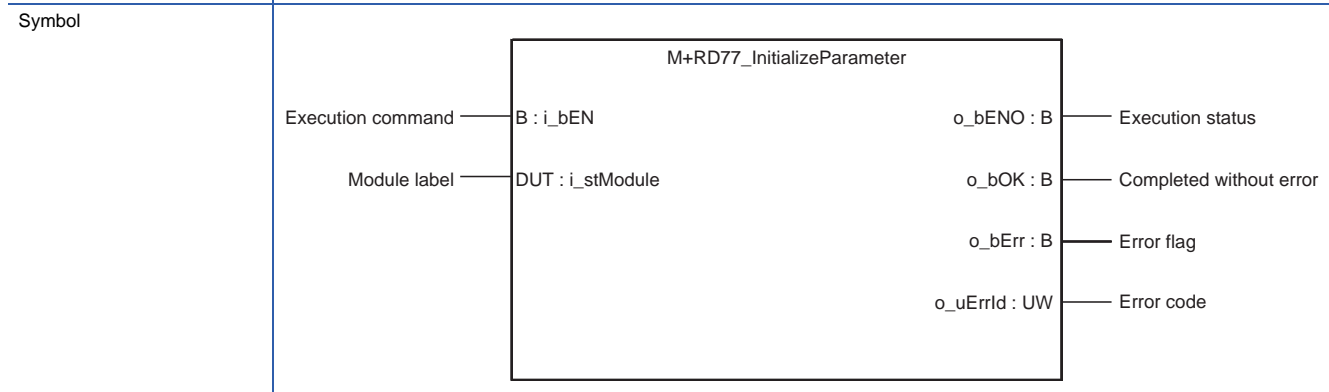 Symbol
M+RD77_InitializeParameter
Execution command B : i_bEN o_bENO : B Execution status
Module label DUT : i_stModule o_bOK : B Completed without error
o_bErr : B Error flag
o_uErrId : UW Error code